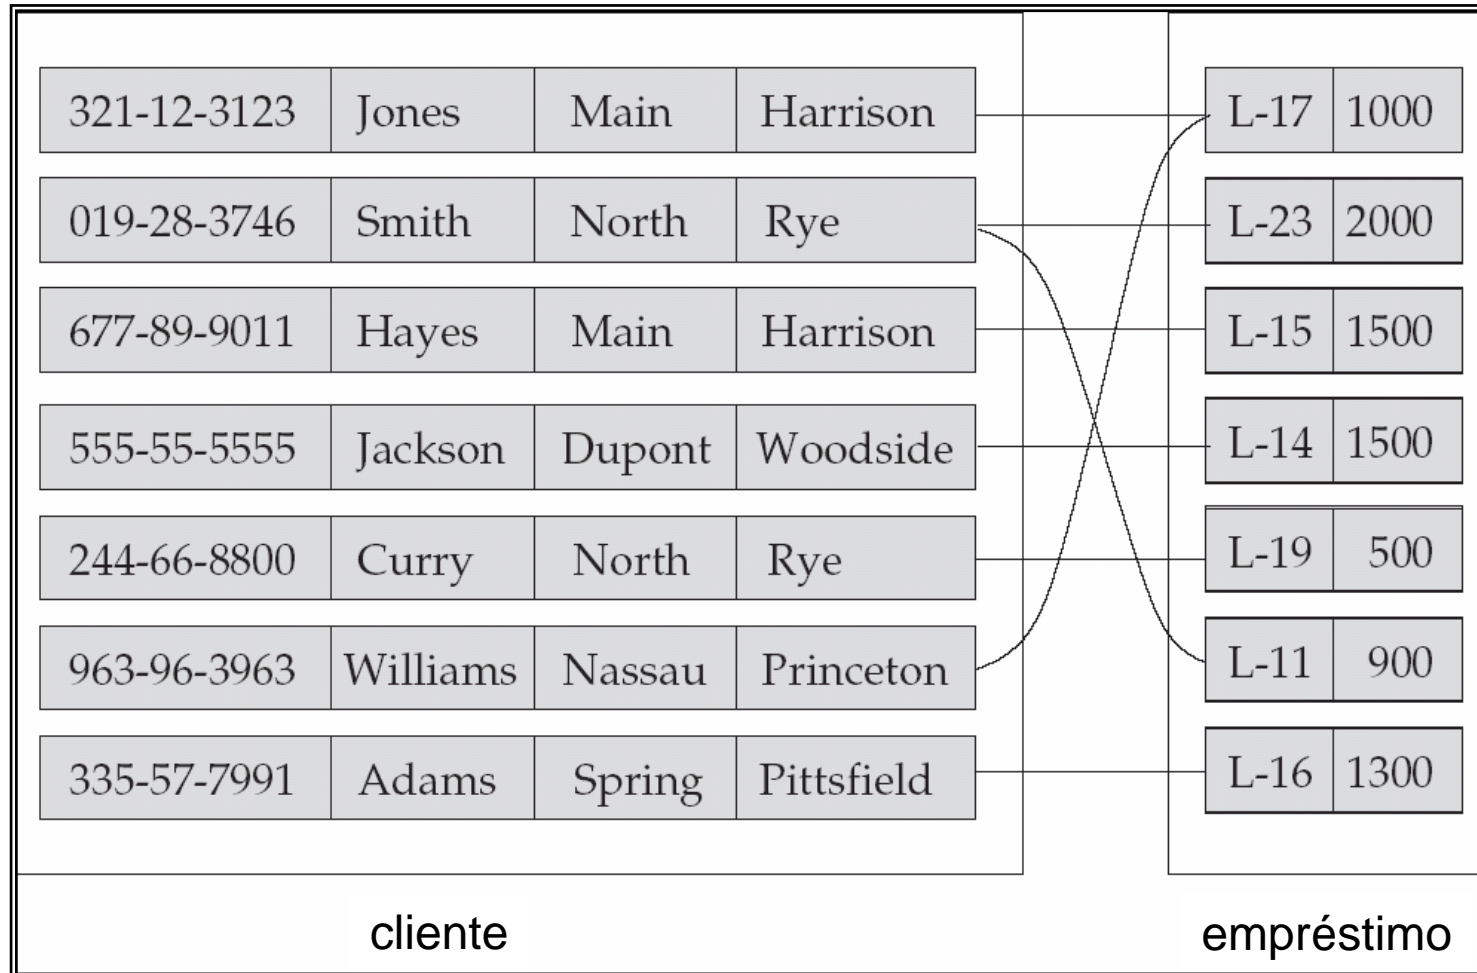 321-12-3123 Jones Main Harrison L-17 1000
019-28-3746 Smith North Rye L-23 2000
677-89-9011 Hayes Main Harrison L-15 1500
555-55-5555 Jackson Dupont Woodside L-14 1500
244-66-8800 Curry North Rye L-19 500
963-96-3963 Williams Nassau Princeton L-11 900
335-57-7991 Adams Spring Pittsfield L-16 1300
cliente empréstimo